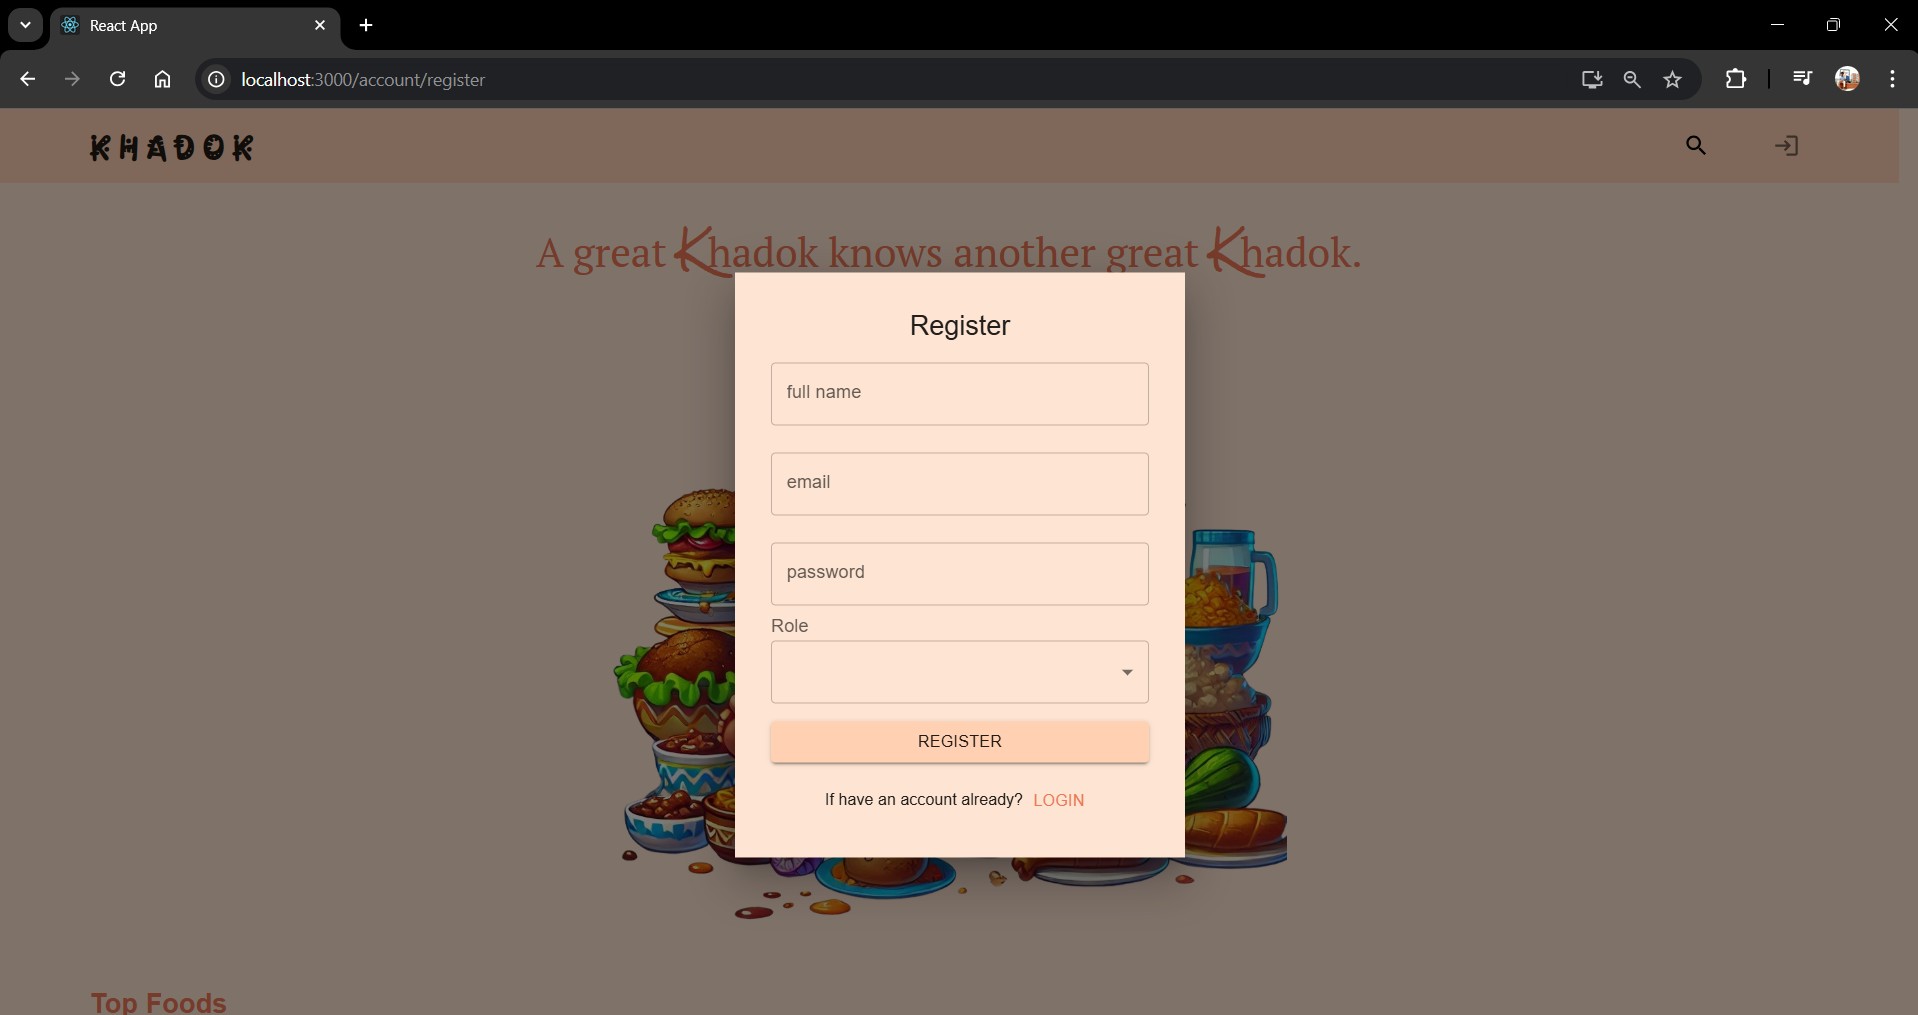 React App
localhost:3000/account/register
KHADOK
A great Khadok knows another great Khadok.
Register
full name
email
password
Role
REGISTER
If have an account already? LOGIN
Top Foods